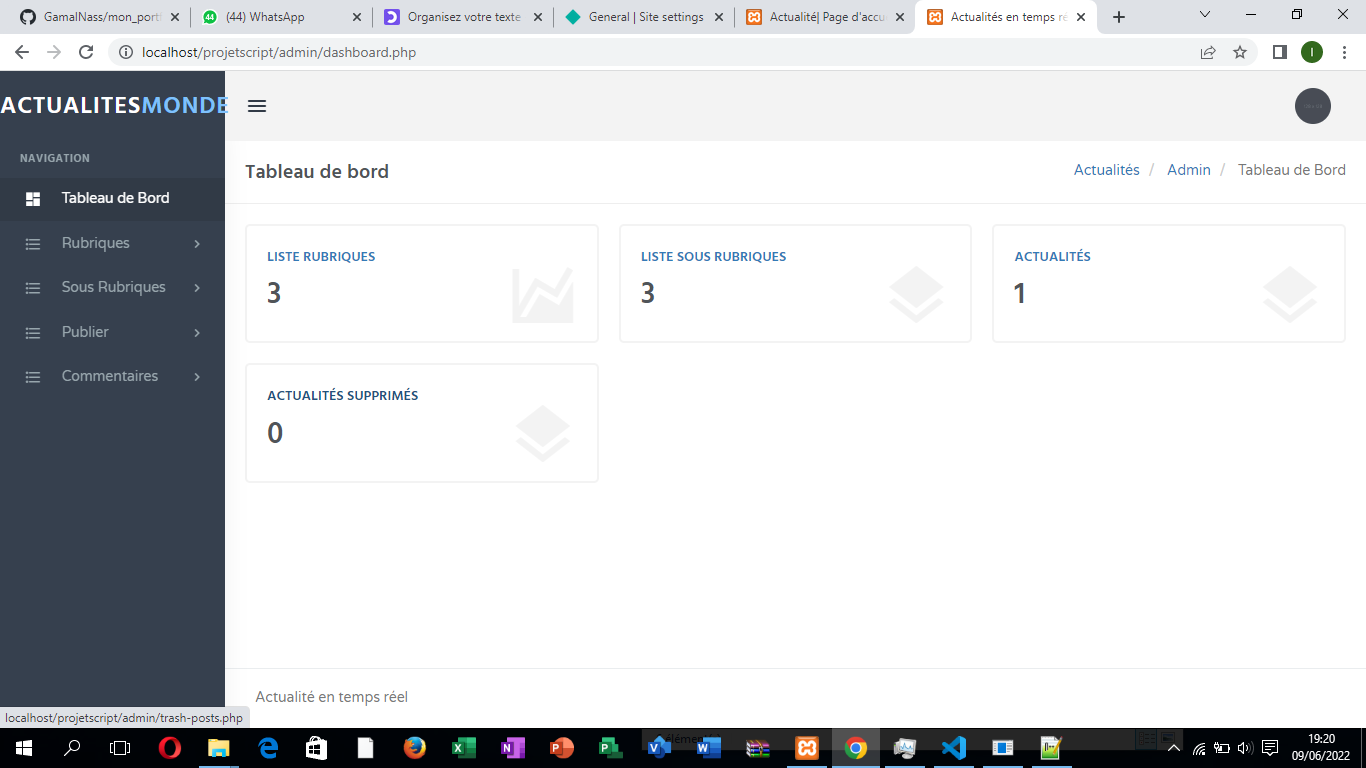 GamalNass/mon_port
(44) WhatsApp
Organisez votre texte
General | Site settings
Actualité| Page d'accu
Actualités en temps ré
localhost/projetscript/admin/dashboard.php
I
ACTUALITESMONDE
NAVIGATION
Tableau de Bord
Rubriques
Sous Rubriques
Publier
Commentaires
Tableau de bord
Actualités / Admin / Tableau de Bord
LISTE RUBRIQUES
3
LISTE SOUS RUBRIQUES
3
ACTUALITÉS
1
ACTUALITÉS SUPPRIMÉS
0
Actualité en temps réel
localhost/projetscript/admin/trash-posts.php
19:20
09/06/2022